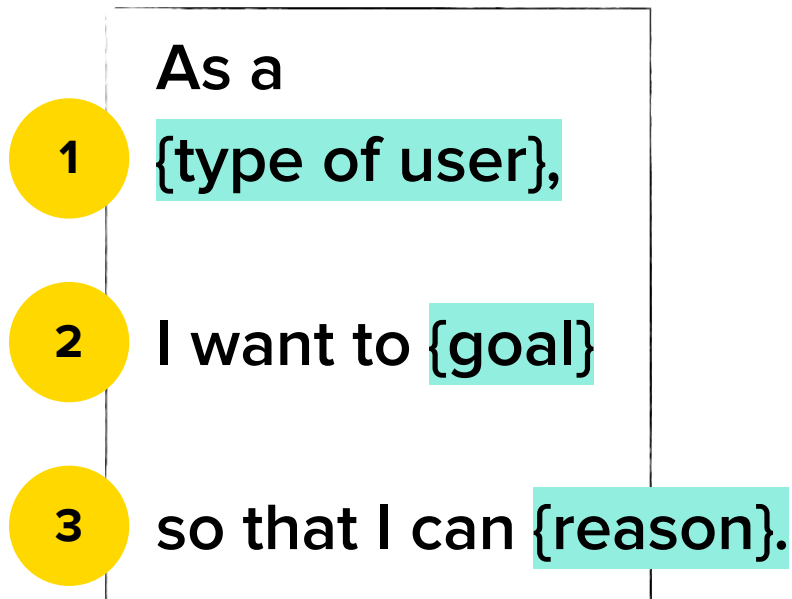 As a
1 {type of user},
2 I want to {goal}
3 so that I can {reason}.